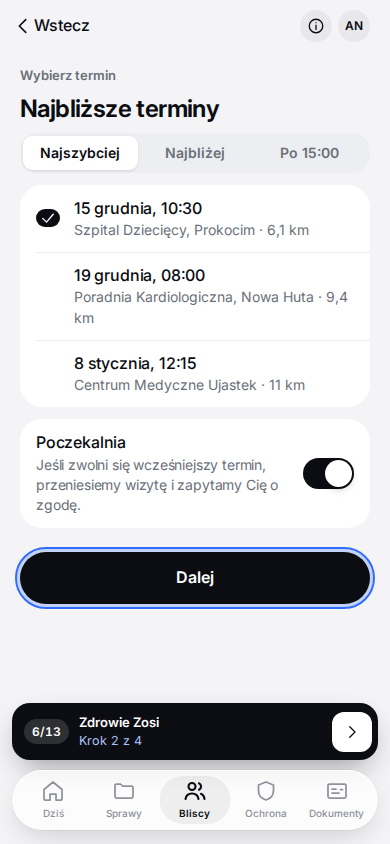 Wstecz
AN
Wybierz termin
Najbliższe terminy
Najszybciej
Najbliżej
Po 15:00
15 grudnia, 10:30
Szpital Dziecięcy, Prokocim · 6,1 km
19 grudnia, 08:00
Poradnia Kardiologiczna, Nowa Huta · 9,4
km
8 stycznia, 12:15
Centrum Medyczne Ujastek · 11 km
Poczekalnia
Jeśli zwolni się wcześniejszy termin,
przeniesiemy wizytę i zapytamy Cię o
zgodę.
Dalej
6/13
Zdrowie Zosi
Krok 2 z 4
Dziś
Sprawy
Bliscy
Ochrona
Dokumenty